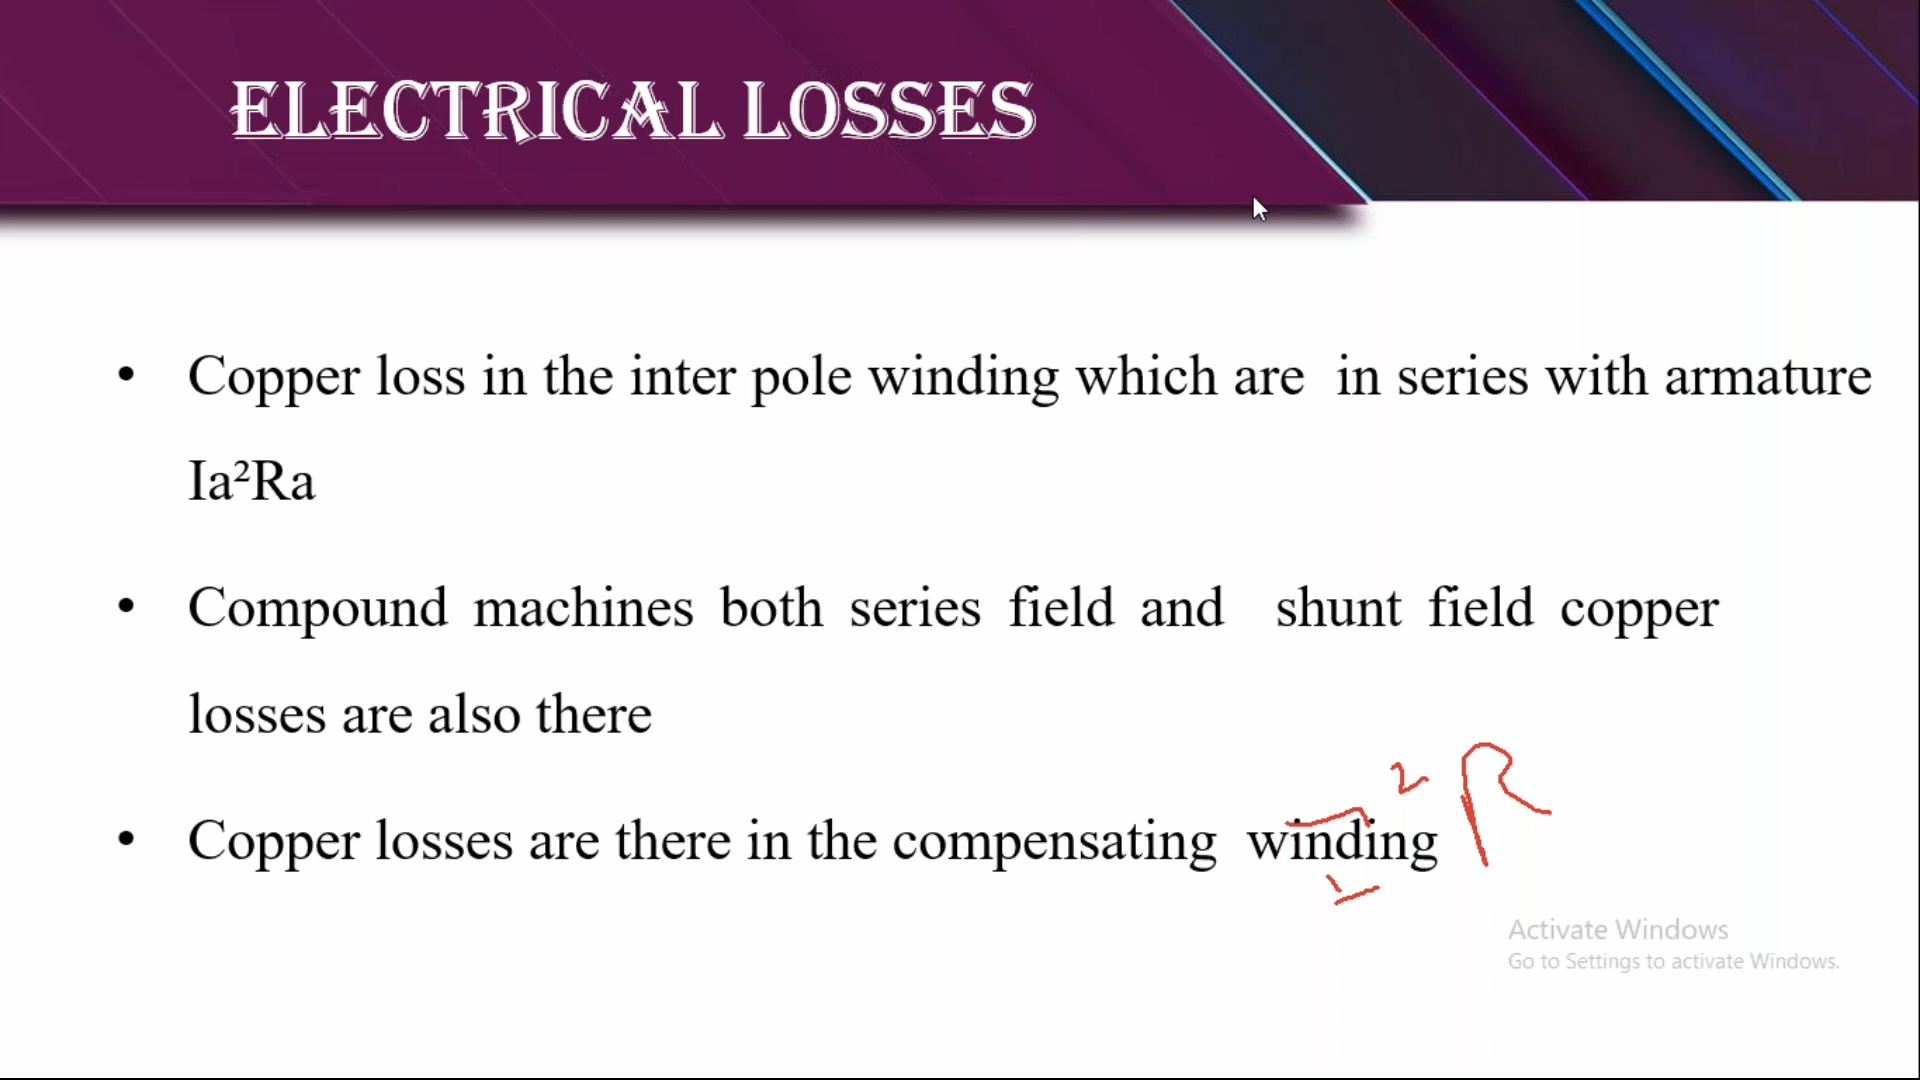 ELECTRICAL LOSSES
• Copper loss in the inter pole winding which are in series with armature
Ia²Ra
• Compound machines both series field and shunt field copper
losses are also there
• Copper losses are there in the compensating winding
I²R
Activate Windows
Go to Settings to activate Windows.